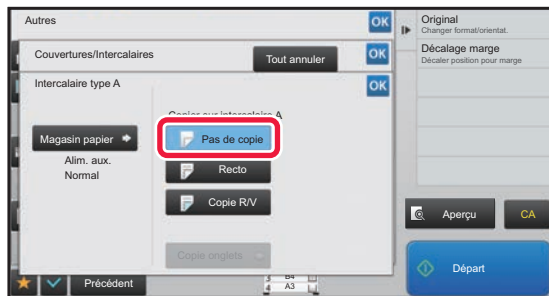 Autres
OK
Original
Changer format/orientat.
Couvertures/Intercalaires
Tout annuler
OK
Décalage marge
Décaler position pour marge
Intercalaire type A
OK
Copier sur intercalaire A
Magasin papier
Pas de copie
Alim. aux.
Normal
Recto
Copie R/V
Aperçu
CA
Copie onglets
Départ
Précédent
3 B4
4 A3